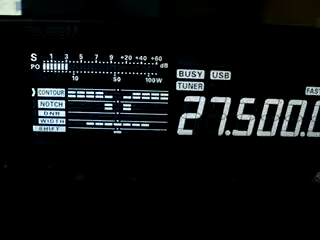 S 1 3 5 7 9 +20 +40 +60 dB
PO 10 50 100W
BUSY USB
TUNER
FAST
CONTOUR
27.500.0
NOTCH
DNR
WIDTH
SHIFT